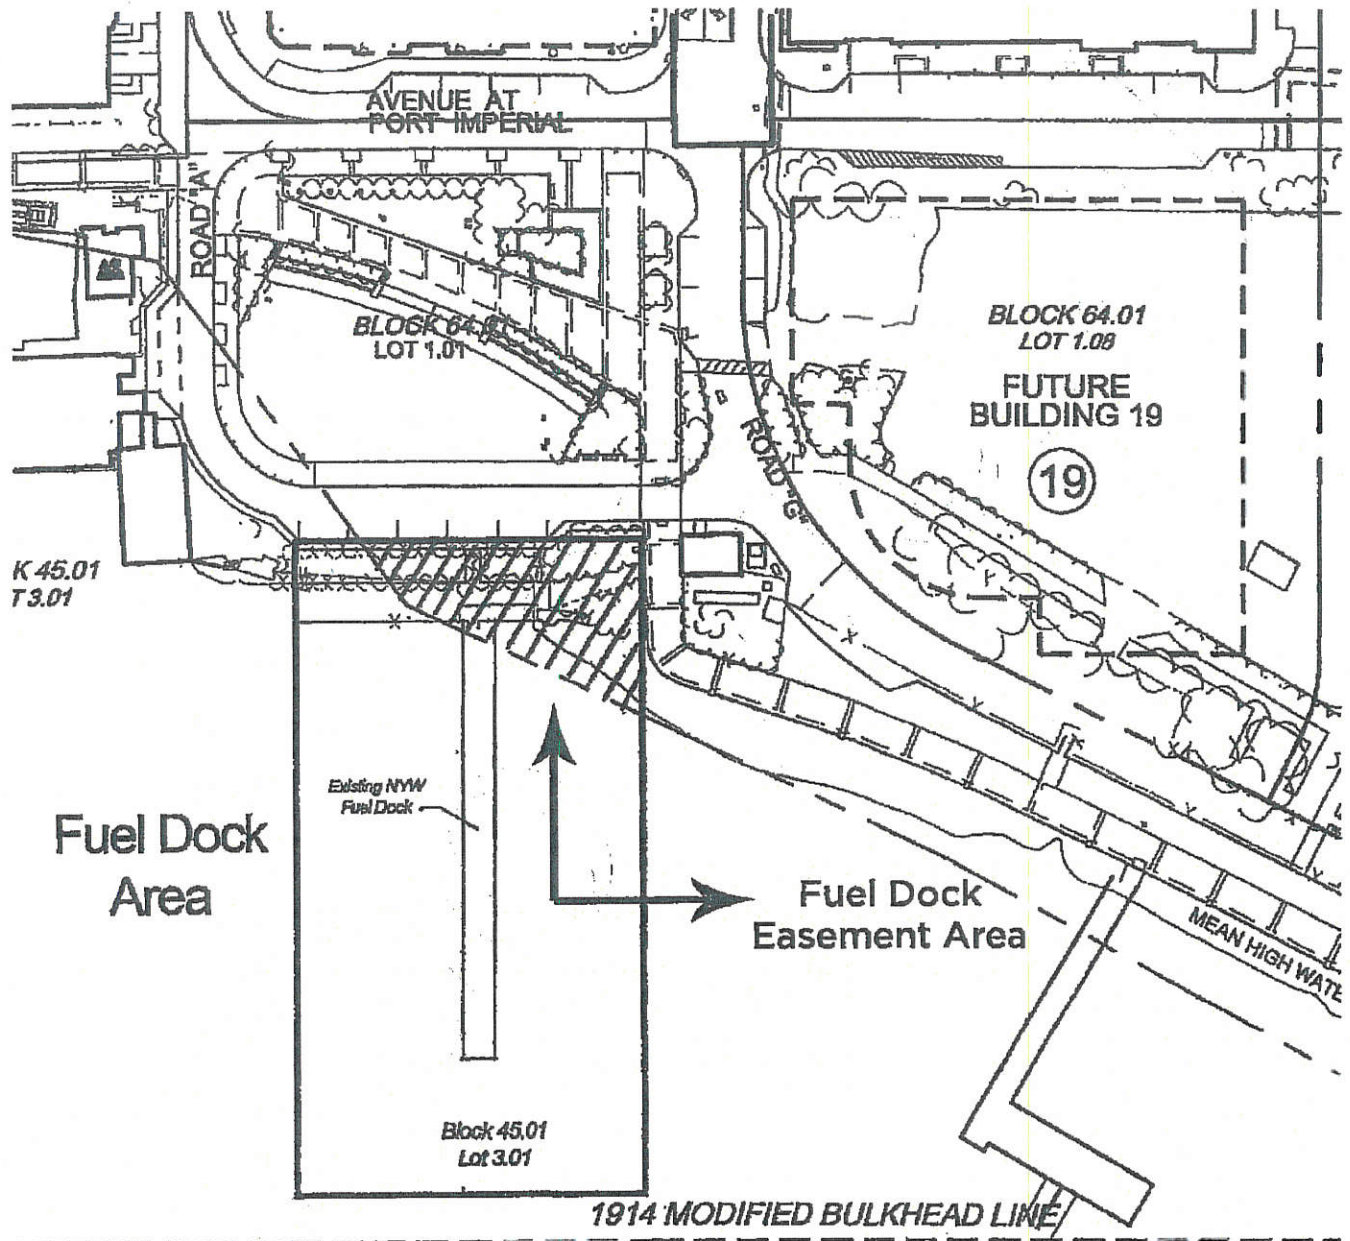 AVENUE AT
PORT IMPERIAL
ROAD "A"
BLOCK 64.01
LOT 1.01
BLOCK 64.01
LOT 1.08
FUTURE
BUILDING 19
19
ROAD "G"
K 45.01
T 3.01
Existing NYW
Fuel Dock
Fuel Dock
Area
Fuel Dock
Easement Area
MEAN HIGH WATE
Block 45.01
Lot 3.01
1914 MODIFIED BULKHEAD LINE